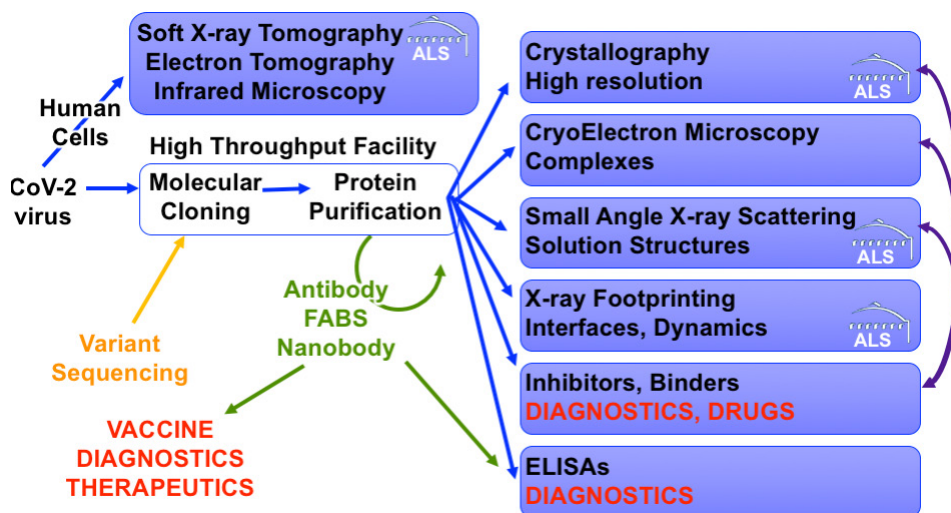 Soft X-ray Tomography
Electron Tomography
Infrared Microscopy
ALS
Human
Cells
CoV-2
virus
High Throughput Facility
Molecular
Cloning
Protein
Purification
Variant
Sequencing
Antibody
FABS
Nanobody
VACCINE
DIAGNOSTICS
THERAPEUTICS
Crystallography
High resolution
ALS
CryoElectron Microscopy
Complexes
Small Angle X-ray Scattering
Solution Structures
ALS
X-ray Footprinting
Interfaces, Dynamics
ALS
Inhibitors, Binders
DIAGNOSTICS, DRUGS
ELISAs
DIAGNOSTICS